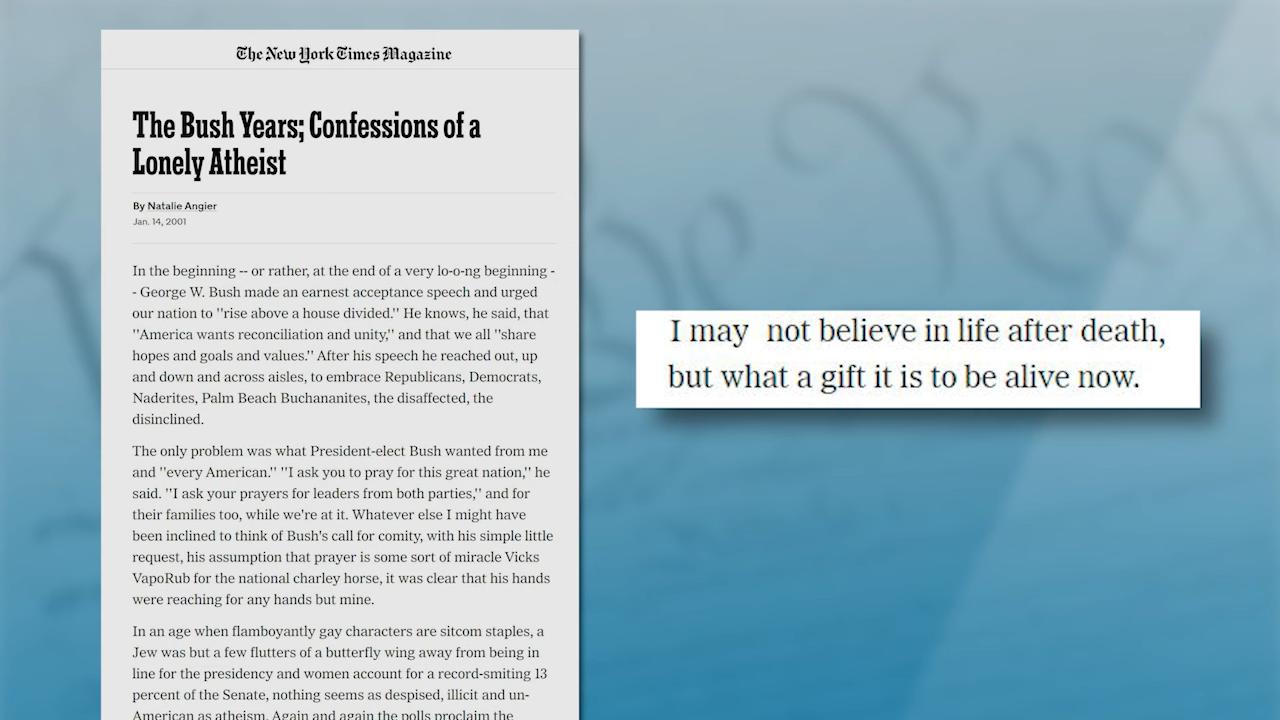 The New York Times Magazine
The Bush Years; Confessions of a
Lonely Atheist
By Natalie Angier
Jan. 14, 2001
In the beginning -- or rather, at the end of a very lo-o-ng beginning -
- George W. Bush made an earnest acceptance speech and urged
our nation to ''rise above a house divided.'' He knows, he said, that
''America wants reconciliation and unity,'' and that we all ''share
hopes and goals and values.'' After his speech he reached out, up
and down and across aisles, to embrace Republicans, Democrats,
Naderites, Palm Beach Buchananites, the disaffected, the
disinclined.
The only problem was what President-elect Bush wanted from me
and ''every American.'' ''I ask you to pray for this great nation,'' he
said. ''I ask your prayers for leaders from both parties,'' and for
their families too, while we're at it. Whatever else I might have
been inclined to think of Bush's call for comity, with his simple little
request, his assumption that prayer is some sort of miracle Vicks
VapoRub for the national charley horse, it was clear that his hands
were reaching for any hands but mine.
In an age when flamboyantly gay characters are sitcom staples, a
Jew was but a few flutters of a butterfly wing away from being in
line for the presidency and women account for a record-smiting 13
percent of the Senate, nothing seems as despised, illicit and un-
American as atheism. Again and again the polls proclaim the
I may not believe in life after death,
but what a gift it is to be alive now.